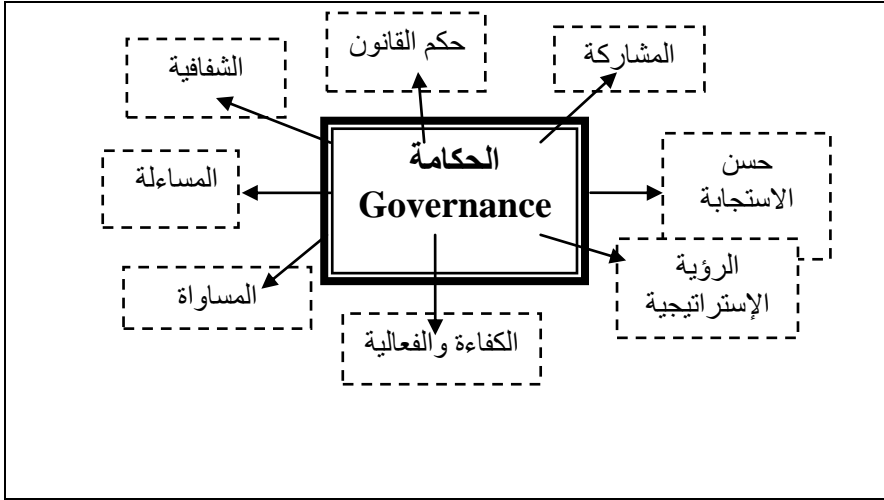 المشاركة
حكم القانون
الشفافية
الحكامة
Governance
حسن
الاستجابة
المساءلة
الرؤية
الإستراتيجية
المساواة
الكفاءة والفعالية